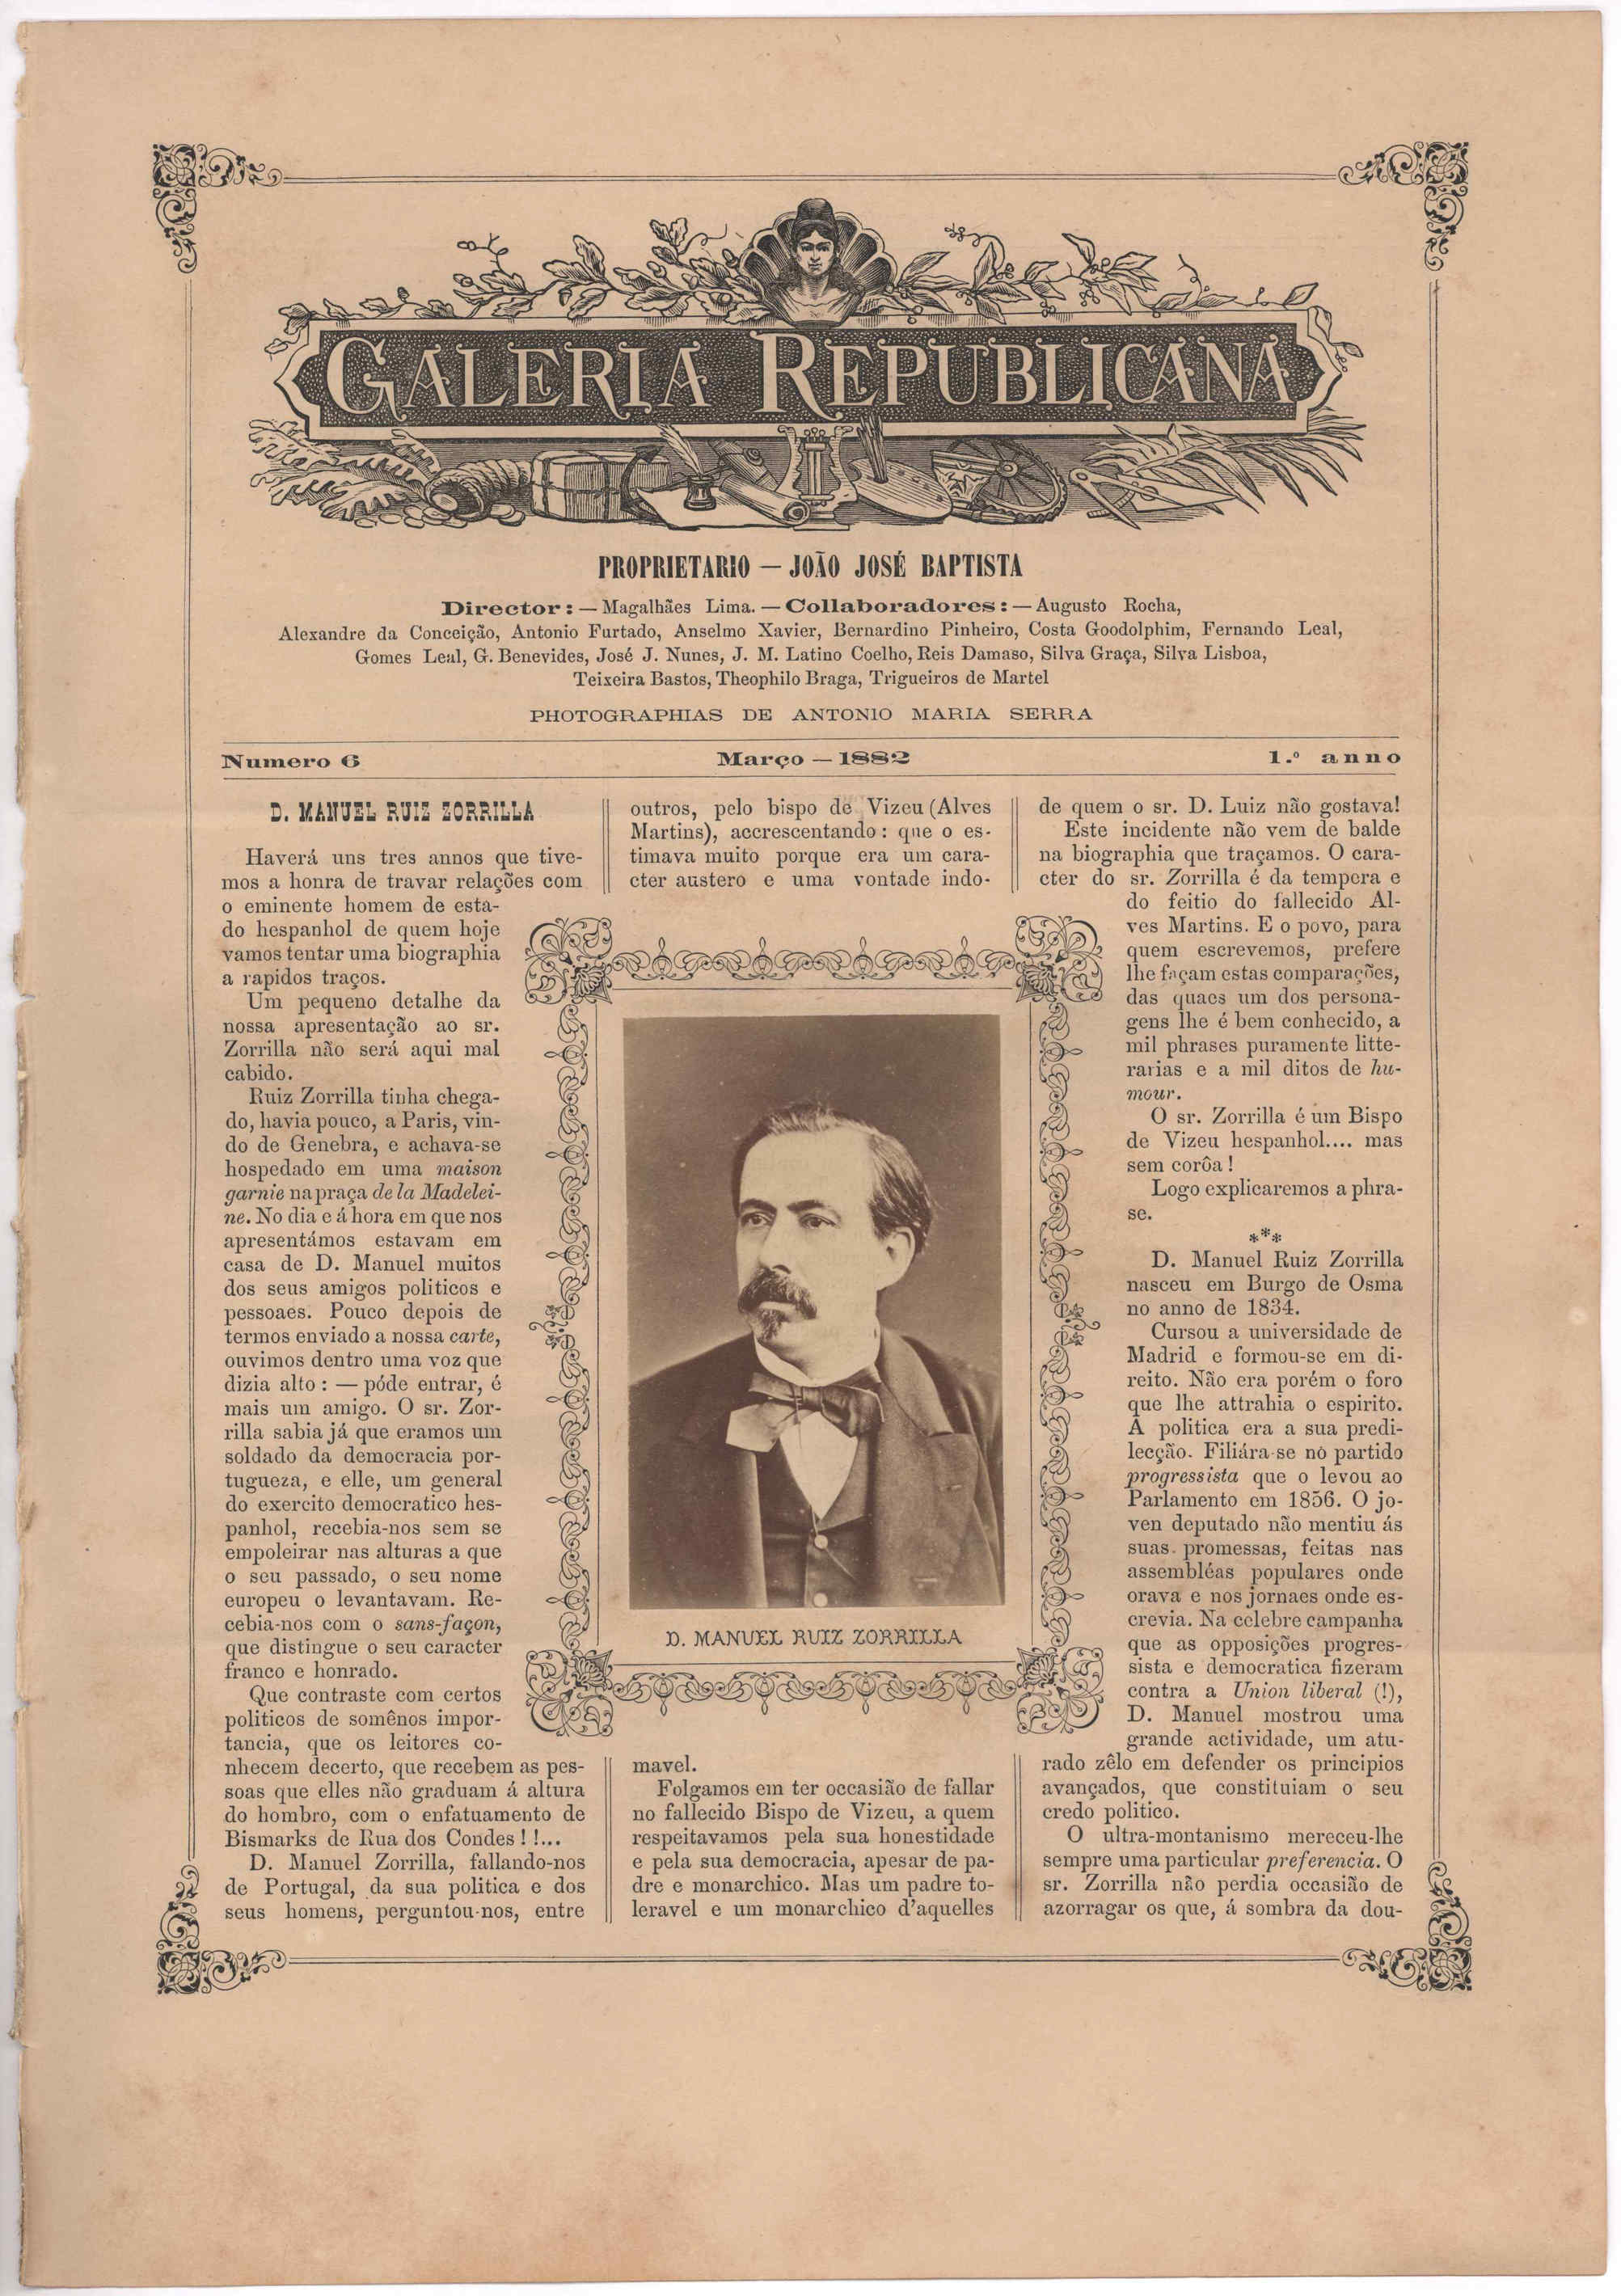 GALERIA REPUBLICANA
PROPRIETARIO — JOÃO JOSÉ BAPTISTA
Director: — Magalhães Lima. — Collaboradores: — Augusto Rocha,
Alexandre da Conceição, Antonio Furtado, Anselmo Xavier, Bernardino Pinheiro, Costa Goodolphim, Fernando Leal,
Gomes Leal, G. Benevides, José J. Nunes, J. M. Latino Coelho, Reis Damaso, Silva Graça, Silva Lisboa,
Teixeira Bastos, Theophilo Braga, Trigueiros de Martel
PHOTOGRAPHIAS DE ANTONIO MARIA SERRA
Numero 6
Março — 1882
1.º anno
D. MANUEL RUIZ ZORRILLA
Haverá uns tres annos que tive-
mos a honra de travar relações com
o eminente homem de esta-
do hespanhol de quem hoje
vamos tentar uma biographia
a rapidos traços.
Um pequeno detalhe da
nossa apresentação ao sr.
Zorrilla não será aqui mal
cabido.
Ruiz Zorrilla tinha chega-
do, havia pouco, a Paris, vin-
do de Genebra, e achava-se
hospedado em uma maison
garnie na praça de la Madelei-
ne. No dia e á hora em que nos
apresentámos estavam em
casa de D. Manuel muitos
dos seus amigos politicos e
pessoaes. Pouco depois de
termos enviado a nossa carte,
ouvimos dentro uma voz que
dizia alto: — póde entrar, é
mais um amigo. O sr. Zor-
rilla sabia já que eramos um
soldado da democracia por-
tugueza, e elle, um general
do exercito democratico hes-
panhol, recebia-nos sem se
empoleirar nas alturas a que
o seu passado, o seu nome
europeu o levantavam. Re-
cebia-nos com o sans-façon,
que distingue o seu caracter
franco e honrado.
Que contraste com certos
politicos de somênos impor-
tancia, que os leitores co-
nhecem decerto, que recebem as pes-
soas que elles não graduam á altura
do hombro, com o enfatuamento de
Bismarks de Rua dos Condes!!...
D. Manuel Zorrilla, fallando-nos
de Portugal, da sua politica e dos
seus homens, perguntou-nos, entre
outros, pelo bispo de Vizeu (Alves
Martins), accrescentando: que o es-
timava muito porque era um cara-
cter austero e uma vontade indo-
D. MANUEL RUIZ ZORRILLA
mavel.
Folgamos em ter occasião de fallar
no fallecido Bispo de Vizeu, a quem
respeitavamos pela sua honestidade
e pela sua democracia, apesar de pa-
dre e monarchico. Mas um padre to-
leravel e um monarchico d'aquelles
de quem o sr. D. Luiz não gostava!
Este incidente não vem de balde
na biographia que traçamos. O cara-
cter do sr. Zorrilla é da tempera e
do feitio do fallecido Al-
ves Martins. E o povo, para
quem escrevemos, prefere
lhe façam estas comparações,
das quaes um dos persona-
gens lhe é bem conhecido, a
mil phrases puramente litte-
rarias e a mil ditos de hu-
mour.
O sr. Zorrilla é um Bispo
de Vizeu hespanhol.... mas
sem corôa!
Logo explicaremos a phra-
se.
***
D. Manuel Ruiz Zorrilla
nasceu em Burgo de Osma
no anno de 1834.
Cursou a universidade de
Madrid e formou-se em di-
reito. Não era porém o foro
que lhe attrahia o espirito.
A politica era a sua predi-
lecção. Filiára-se no partido
progressista que o levou ao
Parlamento em 1856. O jo-
ven deputado não mentiu ás
suas promessas, feitas nas
assembléas populares onde
orava e nos jornaes onde es-
crevia. Na celebre campanha
que as opposições progres-
sista e democratica fizeram
contra a Union liberal (!),
D. Manuel mostrou uma
grande actividade, um atu-
rado zêlo em defender os principios
avançados, que constituiam o seu
credo politico.
O ultra-montanismo mereceu-lhe
sempre uma particular preferencia. O
sr. Zorrilla não perdia occasião de
azorragar os que, á sombra da dou-